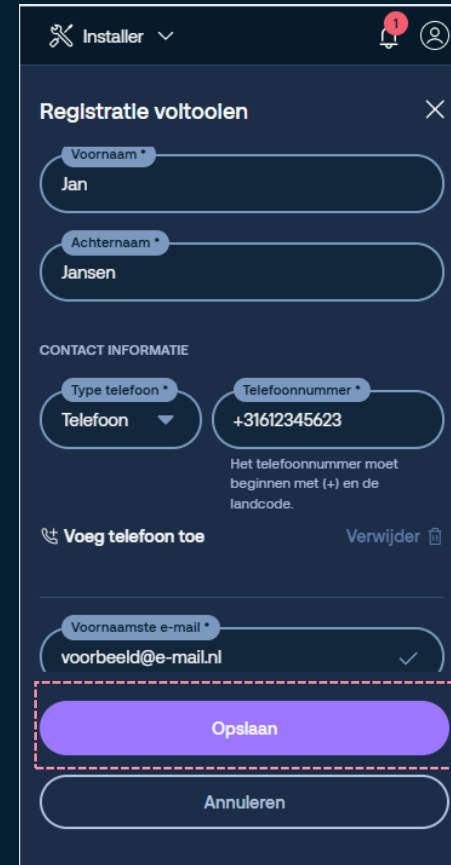 Installer
1
Registratie voltooien
Voornaam *
Jan
Achternaam *
Jansen
CONTACT INFORMATIE
Type telefoon *
Telefoon
Telefoonnummer *
+31612345623
Het telefoonnummer moet
beginnen met (+) en de
landcode.
Voeg telefoon toe
Verwijder
Voornaamste e-mail *
voorbeeld@e-mail.nl
Opslaan
Annuleren